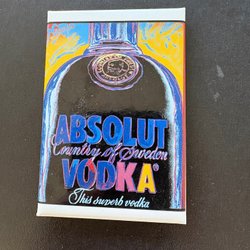 ABSOLUT
Country of Sweden
VODKA®
This superb vodka